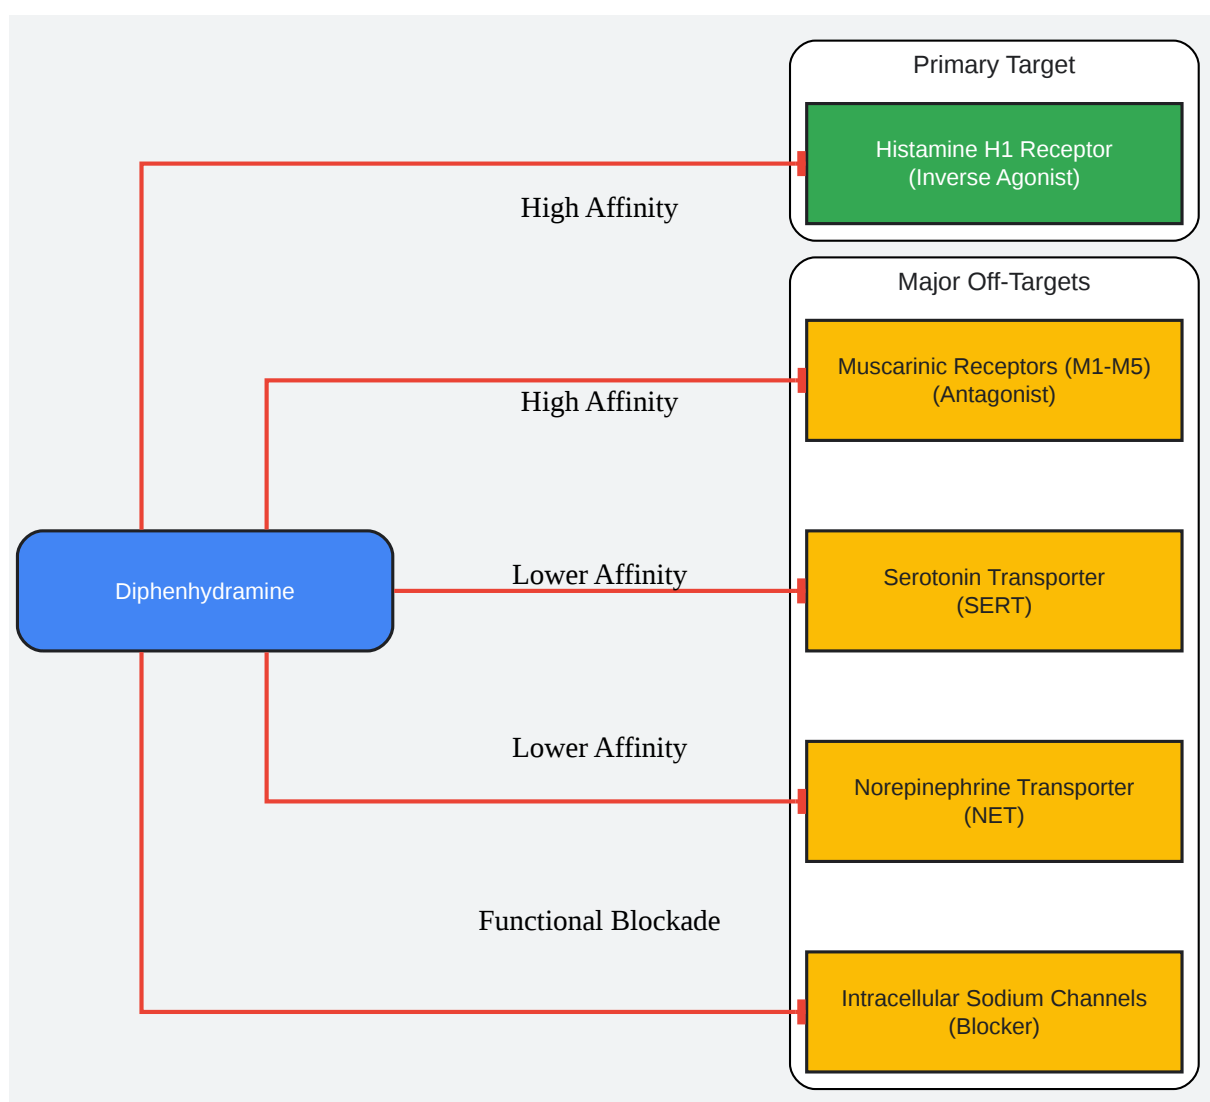 Primary Target
Histamine H1 Receptor
(Inverse Agonist)
High Affinity
Major Off-Targets
Muscarinic Receptors (M1-M5)
(Antagonist)
High Affinity
Diphenhydramine
Lower Affinity
Serotonin Transporter
(SERT)
Lower Affinity
Norepinephrine Transporter
(NET)
Functional Blockade
Intracellular Sodium Channels
(Blocker)